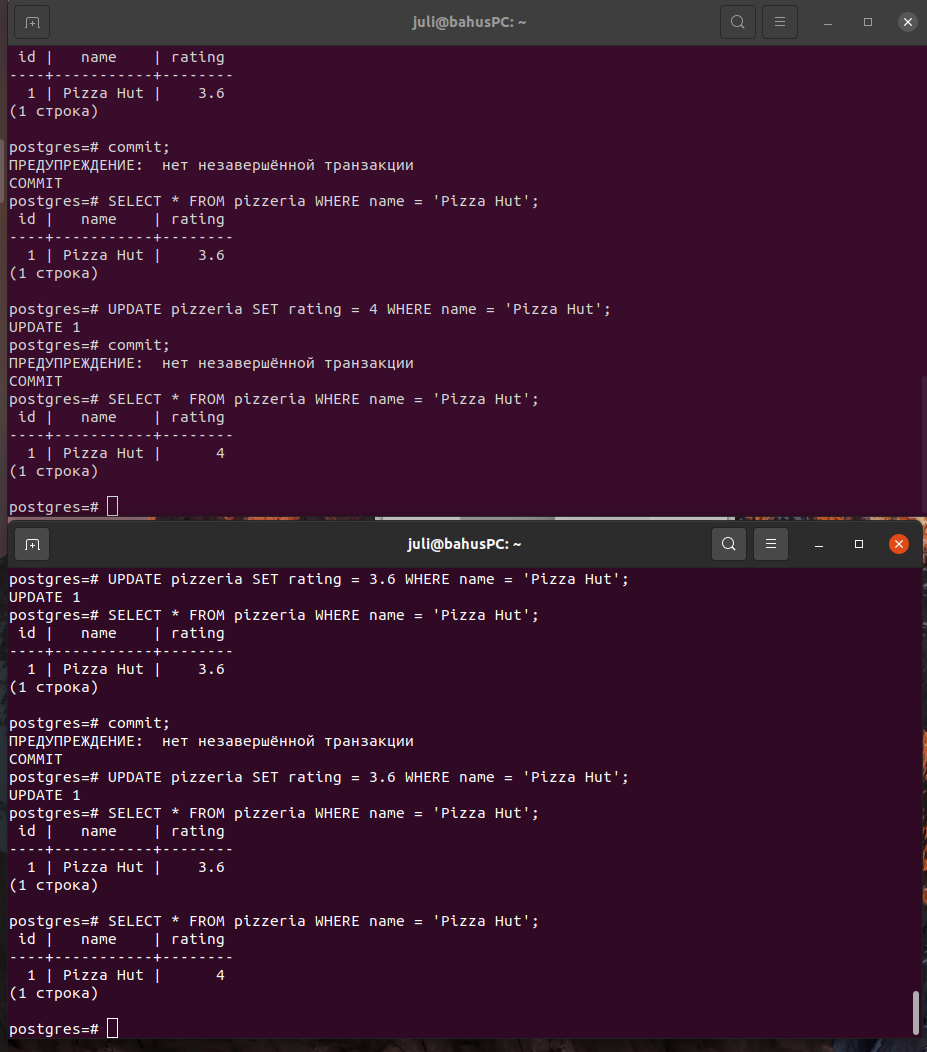 juli@bahusPC: ~
 id |   name    | rating
----+-----------+--------
  1 | Pizza Hut |    3.6
(1 строка)

postgres=# commit;
ПРЕДУПРЕЖДЕНИЕ:  нет незавершённой транзакции
COMMIT
postgres=# SELECT * FROM pizzeria WHERE name = 'Pizza Hut';
 id |   name    | rating
----+-----------+--------
  1 | Pizza Hut |    3.6
(1 строка)

postgres=# UPDATE pizzeria SET rating = 4 WHERE name = 'Pizza Hut';
UPDATE 1
postgres=# commit;
ПРЕДУПРЕЖДЕНИЕ:  нет незавершённой транзакции
COMMIT
postgres=# SELECT * FROM pizzeria WHERE name = 'Pizza Hut';
 id |   name    | rating
----+-----------+--------
  1 | Pizza Hut |      4
(1 строка)

postgres=#
juli@bahusPC: ~
postgres=# UPDATE pizzeria SET rating = 3.6 WHERE name = 'Pizza Hut';
UPDATE 1
postgres=# SELECT * FROM pizzeria WHERE name = 'Pizza Hut';
 id |   name    | rating
----+-----------+--------
  1 | Pizza Hut |    3.6
(1 строка)

postgres=# commit;
ПРЕДУПРЕЖДЕНИЕ:  нет незавершённой транзакции
COMMIT
postgres=# UPDATE pizzeria SET rating = 3.6 WHERE name = 'Pizza Hut';
UPDATE 1
postgres=# SELECT * FROM pizzeria WHERE name = 'Pizza Hut';
 id |   name    | rating
----+-----------+--------
  1 | Pizza Hut |    3.6
(1 строка)

postgres=# SELECT * FROM pizzeria WHERE name = 'Pizza Hut';
 id |   name    | rating
----+-----------+--------
  1 | Pizza Hut |      4
(1 строка)

postgres=#